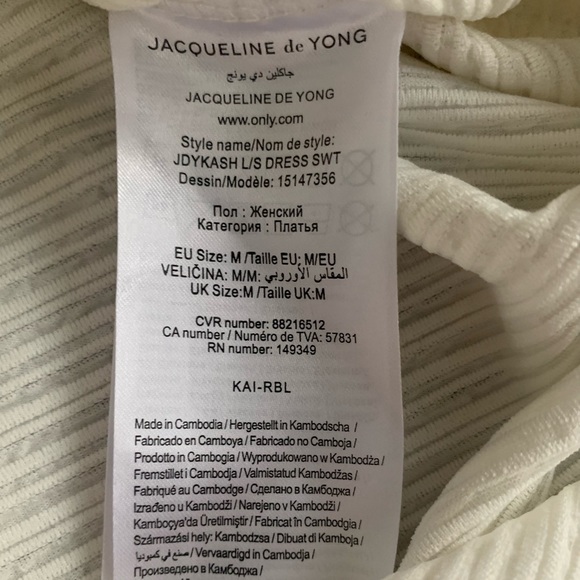 JACQUELINE de YONG
جاكلين دي يونج
JACQUELINE DE YONG
www.only.com
Style name/Nom de style:
JDYKASH L/S DRESS SWT
Dessin/Modèle: 15147356
Пол : Женский
Категория : Платья
EU Size: M /Taille EU: M/EU
VELIČINA: M/M: المقاس الأوروبي
UK Size:M /Taille UK:M
CVR number: 88216512
CA number / Numéro de TVA: 57831
RN number: 149349
KAI-RBL
Made in Cambodia / Hergestellt in Kambodscha /
Fabricado en Camboya / Fabricado no Camboja /
Prodotto in Cambogia / Wyprodukowano w Kambodża /
Fremstillet i Cambodja / Valmistatud Kambodžas /
Fabriqué au Cambodge / Сделано в Камбоджа /
Izrađeno u Kambodži / Narejeno v Kambodži /
Kamboçya'da Üretilmiştir / Fabricat în Cambodgia /
Származási hely: Kambodzsa / Dibuat di Kamboja /
صنع في كمبوديا / Vervaardigd in Cambodja /
Произведено в Камбоджа /